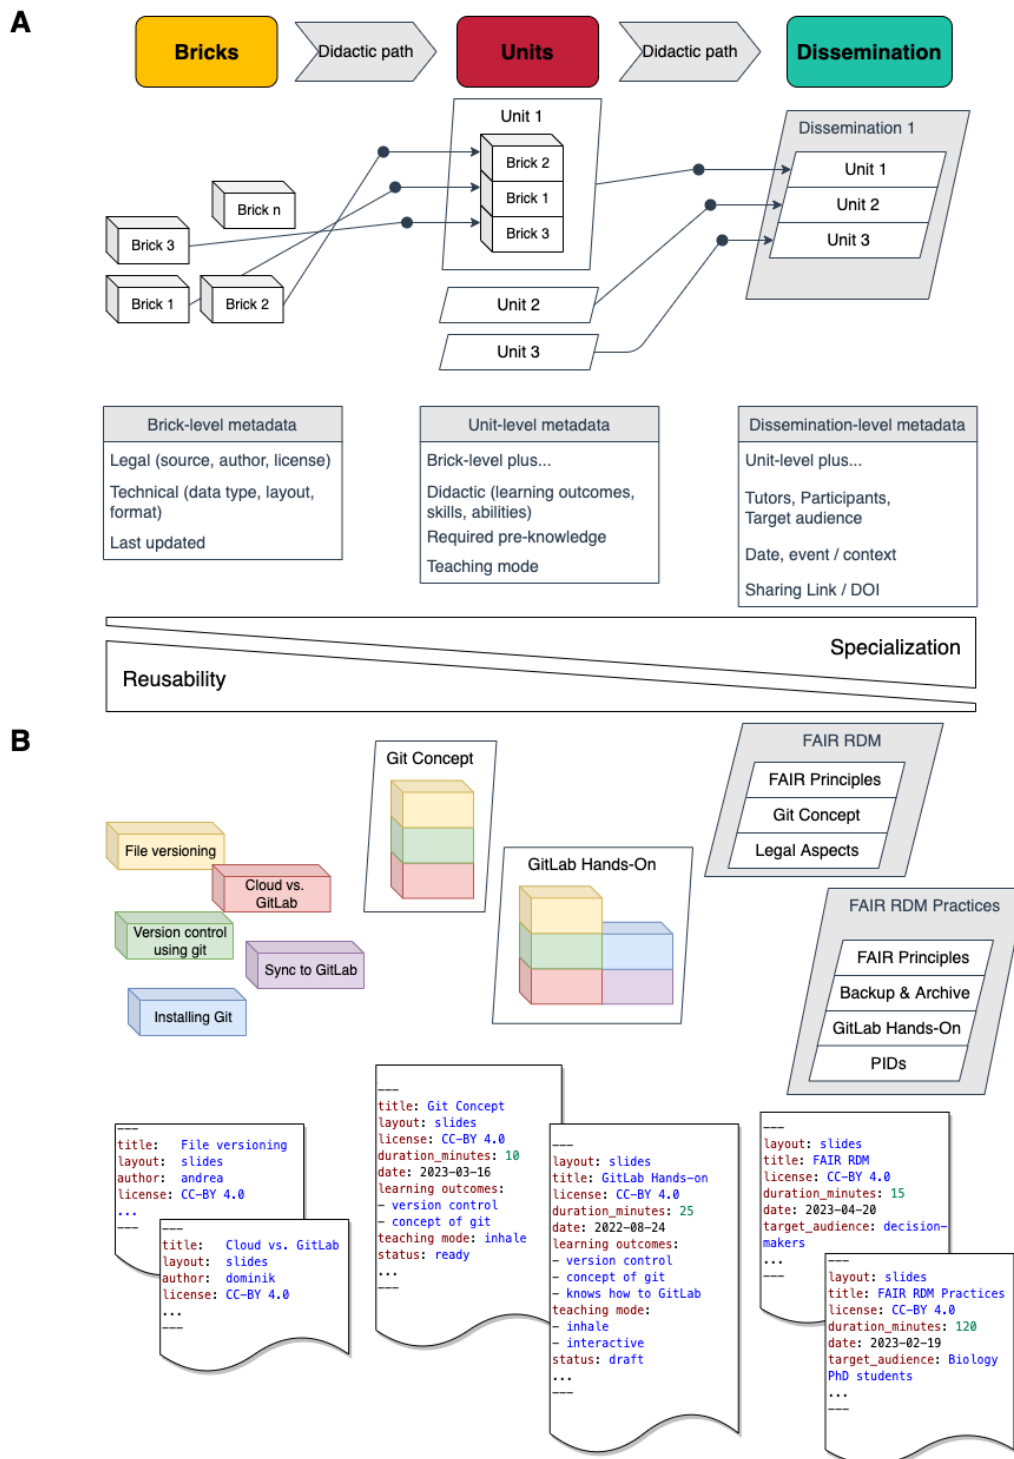 A
Bricks
Didactic path
Units
Didactic path
Dissemination
Unit 1
Brick 2
Brick 1
Brick 3
Brick n
Brick 3
Brick 1
Brick 2
Unit 2
Unit 3
Dissemination 1
Unit 1
Unit 2
Unit 3
Brick-level metadata
Legal (source, author, license)
Technical (data type, layout,
format)
Last updated
Unit-level metadata
Brick-level plus...
Didactic (learning outcomes,
skills, abilities)
Required pre-knowledge
Teaching mode
Dissemination-level metadata
Unit-level plus...
Tutors, Participants,
Target audience
Date, event / context
Sharing Link / DOI
Specialization
Reusability
B
File versioning
Cloud vs.
GitLab
Version control
using git
Sync to GitLab
Installing Git
Git Concept
GitLab Hands-On
FAIR RDM
FAIR Principles
Git Concept
Legal Aspects
FAIR RDM Practices
FAIR Principles
Backup & Archive
GitLab Hands-On
PIDs
---
title: File versioning
layout: slides
author: andrea
license: CC-BY 4.0
...
---
---
title: Cloud vs. GitLab
layout: slides
author: dominik
license: CC-BY 4.0
...
---
---
title: Git Concept
layout: slides
license: CC-BY 4.0
duration_minutes: 10
date: 2023-03-16
learning outcomes:
- version control
- concept of git
teaching mode: inhale
status: ready
...
---
---
layout: slides
title: GitLab Hands-on
license: CC-BY 4.0
duration_minutes: 25
date: 2022-08-24
learning outcomes:
- version control
- concept of git
- knows how to GitLab
teaching mode:
- inhale
- interactive
status: draft
...
---
---
layout: slides
title: FAIR RDM
license: CC-BY 4.0
duration_minutes: 15
date: 2023-04-20
target_audience: decision-
makers
...
---
---
layout: slides
title: FAIR RDM Practices
license: CC-BY 4.0
duration_minutes: 120
date: 2023-02-19
target_audience: Biology
PhD students
...
---